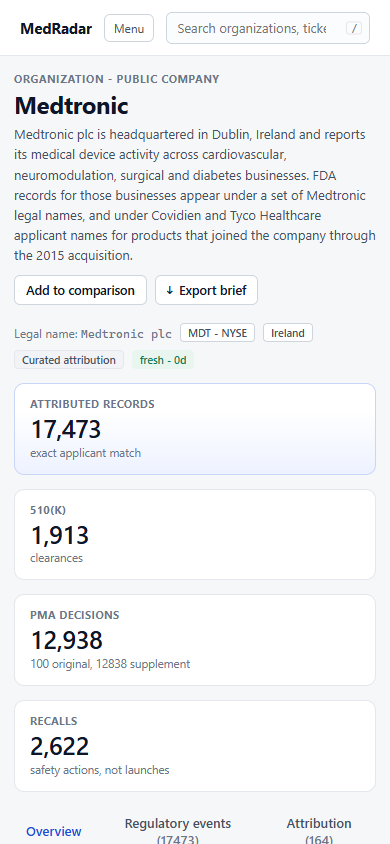 MedRadar
Menu
Search organizations, ticke
/
ORGANIZATION - PUBLIC COMPANY
Medtronic
Medtronic plc is headquartered in Dublin, Ireland and reports
its medical device activity across cardiovascular,
neuromodulation, surgical and diabetes businesses. FDA
records for those businesses appear under a set of Medtronic
legal names, and under Covidien and Tyco Healthcare
applicant names for products that joined the company through
the 2015 acquisition.
Add to comparison
↓ Export brief
Legal name: Medtronic plc
MDT - NYSE
Ireland
Curated attribution
fresh - 0d
ATTRIBUTED RECORDS
17,473
exact applicant match
510(K)
1,913
clearances
PMA DECISIONS
12,938
100 original, 12838 supplement
RECALLS
2,622
safety actions, not launches
Overview
Regulatory events
(17473)
Attribution
(164)